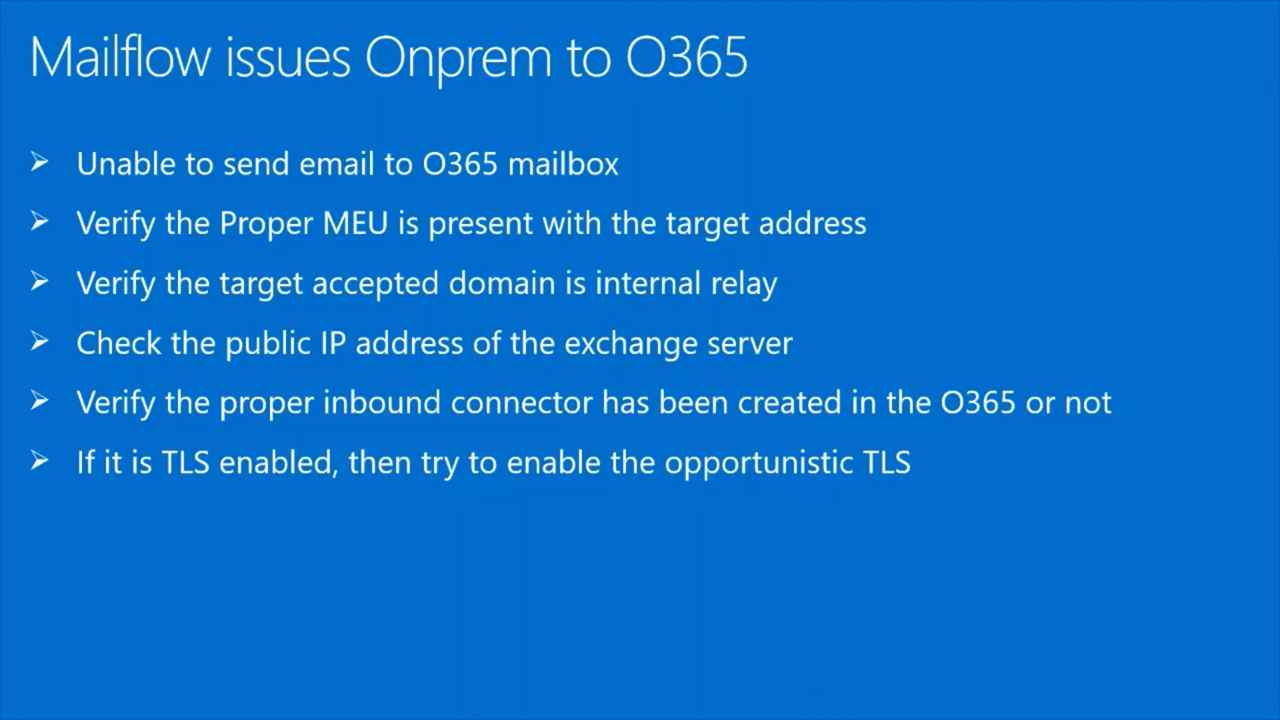 Mailflow issues Onprem to O365
➢ Unable to send email to O365 mailbox
➢ Verify the Proper MEU is present with the target address
➢ Verify the target accepted domain is internal relay
➢ Check the public IP address of the exchange server
➢ Verify the proper inbound connector has been created in the O365 or not
➢ If it is TLS enabled, then try to enable the opportunistic TLS